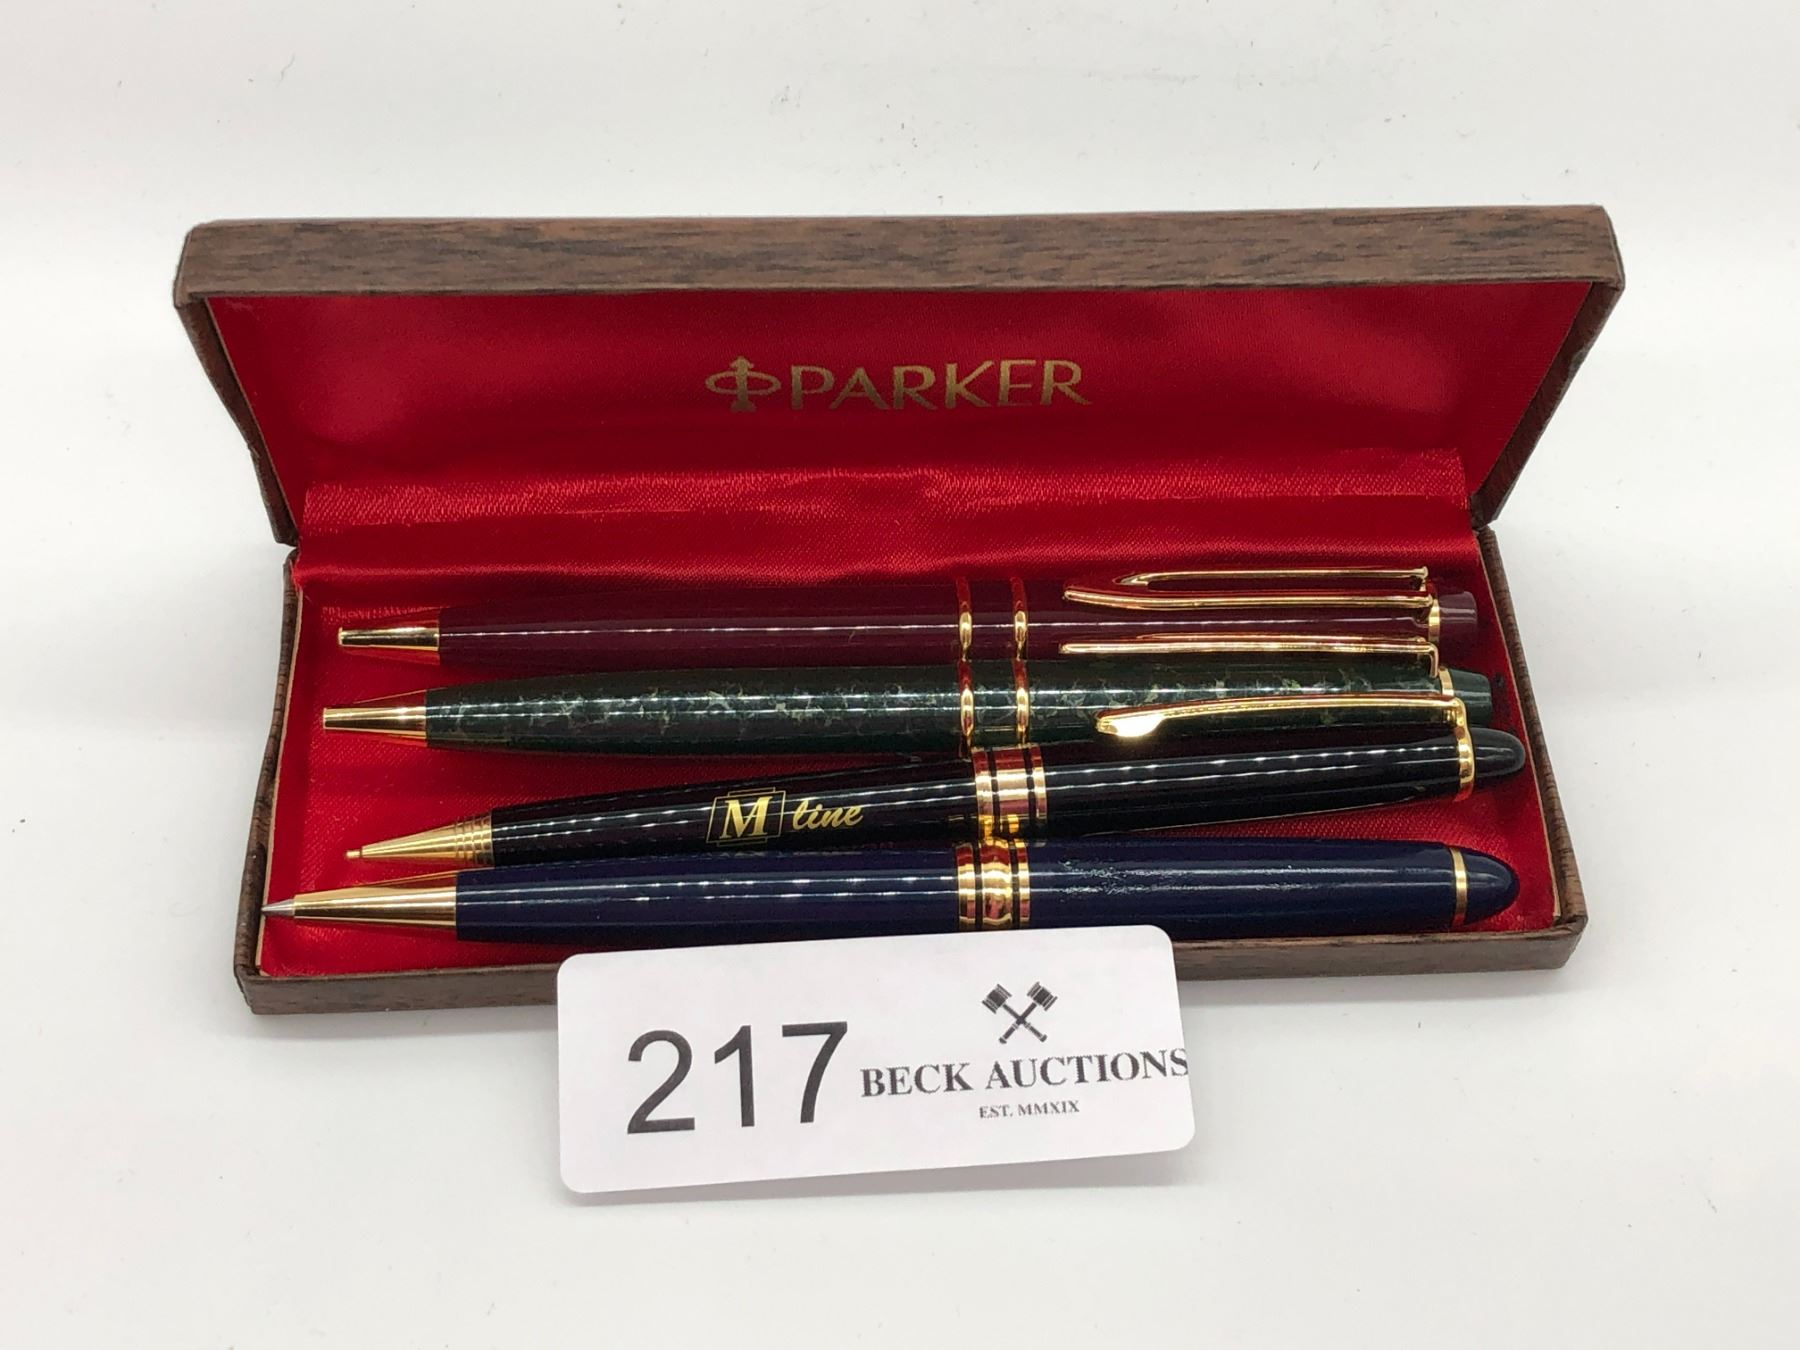 PARKER
M line
217
BECK AUCTIONS
EST. MMXIX